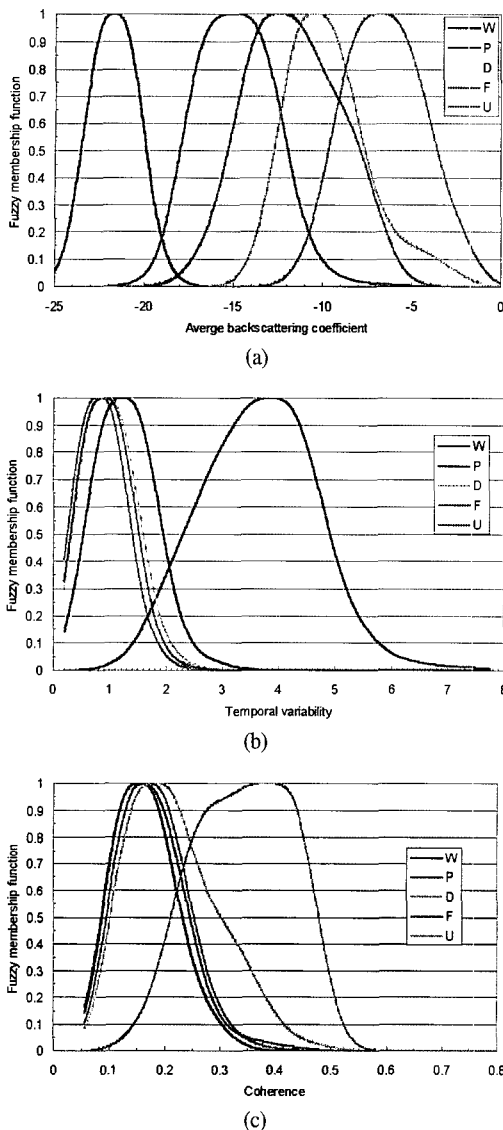 1
0.9
0.8
0.7
0.6
0.5
0.4
0.3
0.2
0.1
0
Fuzzy membership function
W
P
D
F
U
-25 -20 -15 -10 -5 0
Averge backscattering coefficient
(a)
1
0.9
0.8
0.7
0.6
0.5
0.4
0.3
0.2
0.1
0
Fuzzy membership function
W
P
D
F
U
0 1 2 3 4 5 6 7
Temporal variability
(b)
1
0.9
0.8
0.7
0.6
0.5
0.4
0.3
0.2
0.1
0
Fuzzy membership function
W
P
D
F
U
0 0.1 0.2 0.3 0.4 0.5 0.6 0.7 0.8
Coherence
(c)